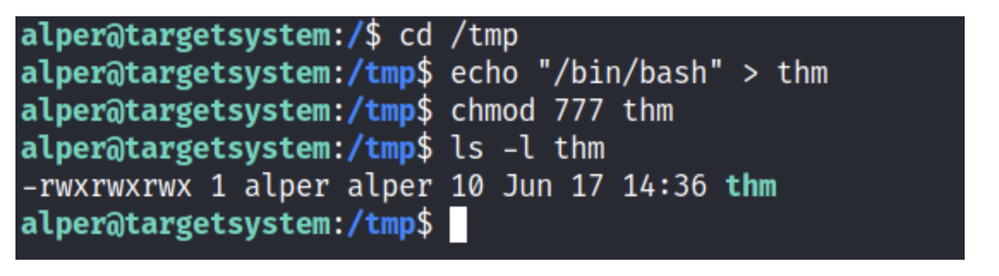 alper@targetsystem:/$ cd /tmp
alper@targetsystem:/tmp$ echo "/bin/bash" > thm
alper@targetsystem:/tmp$ chmod 777 thm
alper@targetsystem:/tmp$ ls -l thm
-rwxrwxrwx 1 alper alper 10 Jun 17 14:36 thm
alper@targetsystem:/tmp$